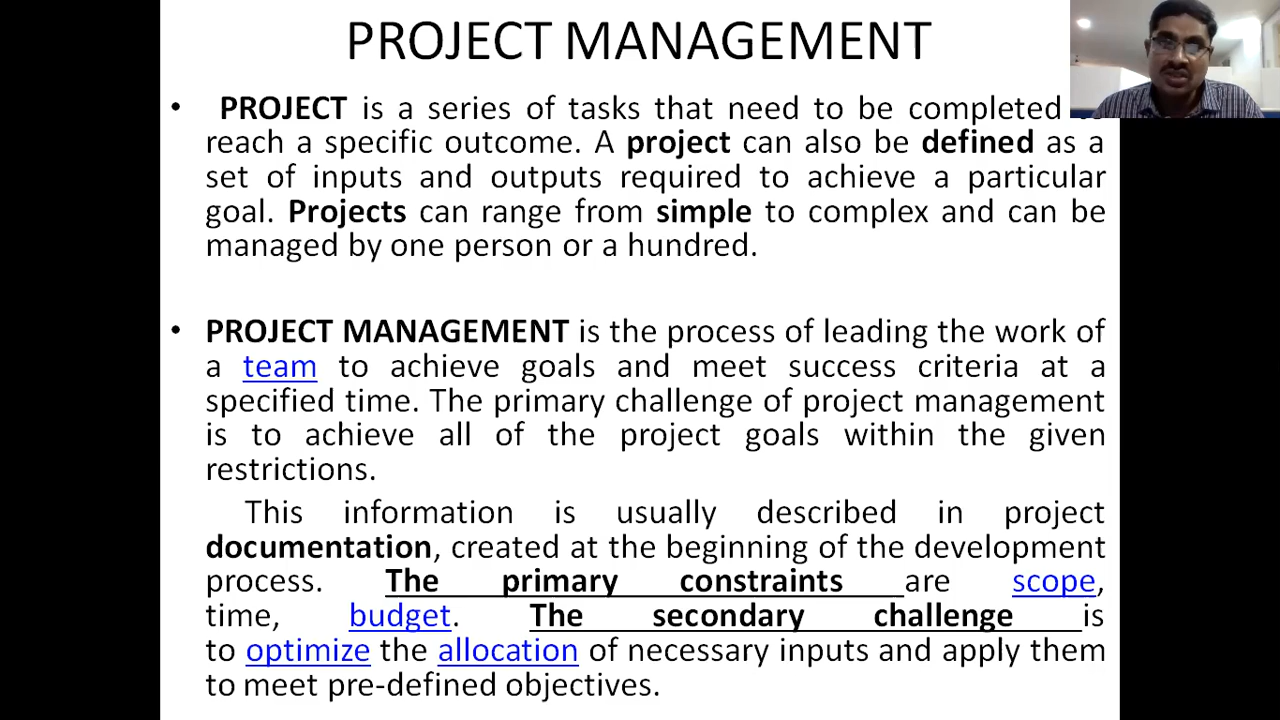 PROJECT MANAGEMENT
• PROJECT is a series of tasks that need to be completed
reach a specific outcome. A project can also be defined as a
set of inputs and outputs required to achieve a particular
goal. Projects can range from simple to complex and can be
managed by one person or a hundred.
• PROJECT MANAGEMENT is the process of leading the work of
a team to achieve goals and meet success criteria at a
specified time. The primary challenge of project management
is to achieve all of the project goals within the given
restrictions.
This information is usually described in project
documentation, created at the beginning of the development
process. The primary constraints are scope,
time, budget. The secondary challenge is
to optimize the allocation of necessary inputs and apply them
to meet pre-defined objectives.